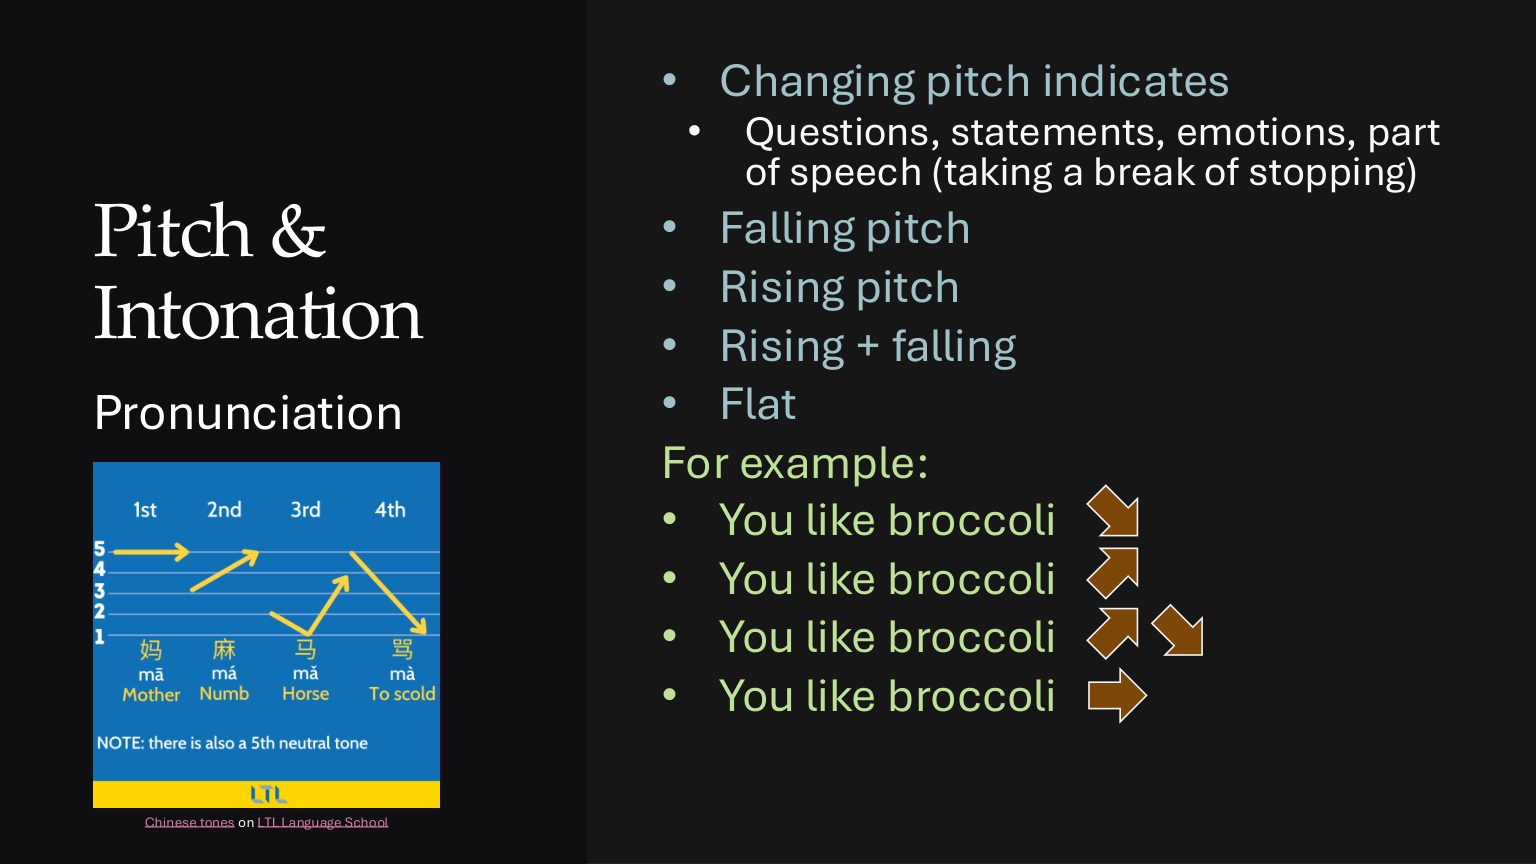 Pitch &
Intonation
Pronunciation
1st 2nd 3rd 4th
5
4
3
2
1
妈 麻 马 骂
mā má mă mà
Mother Numb Horse To scold
NOTE: there is also a 5th neutral tone
LTL
Chinese tones on LTL Language School
• Changing pitch indicates
• Questions, statements, emotions, part
of speech (taking a break of stopping)
• Falling pitch
• Rising pitch
• Rising + falling
• Flat
For example:
• You like broccoli
• You like broccoli
• You like broccoli
• You like broccoli